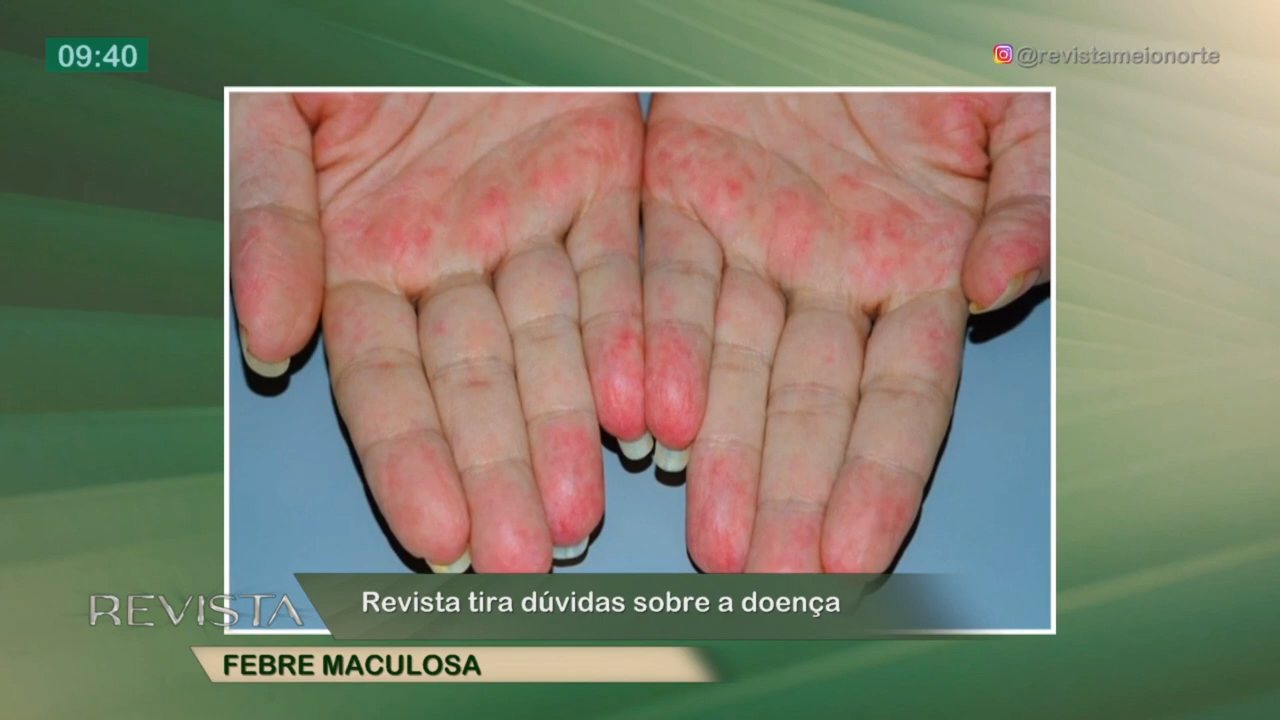 09:40
@revistameionorte
REVISTA
Revista tira dúvidas sobre a doença
FEBRE MACULOSA